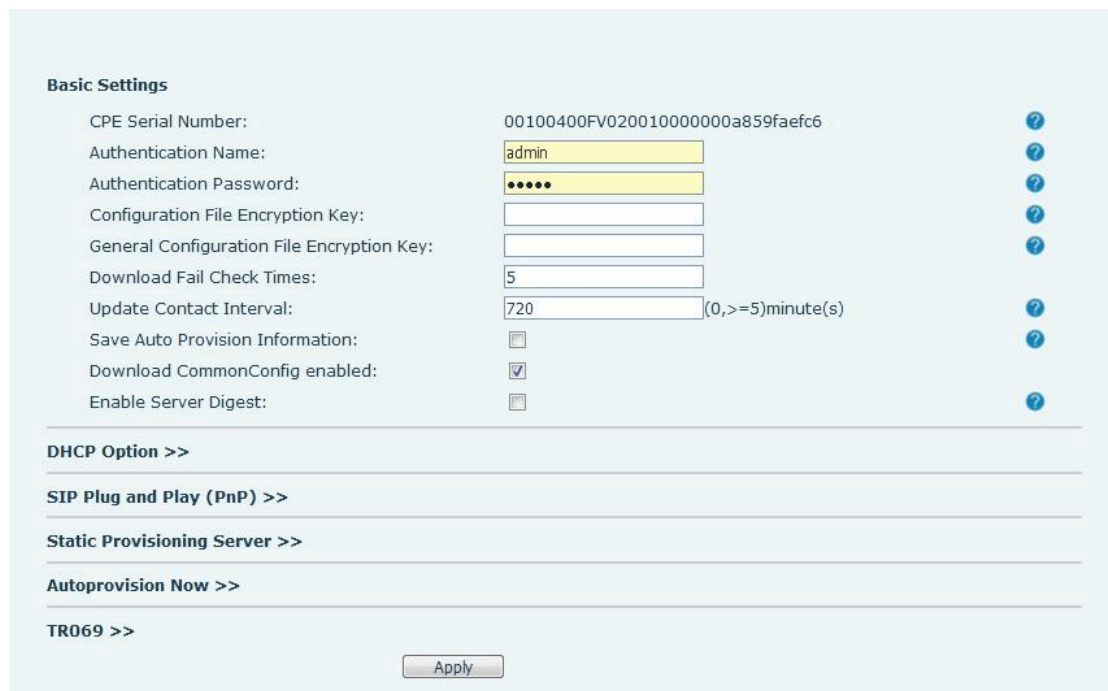 Basic Settings
CPE Serial Number: 00100400FV020010000000a859faefc6
Authentication Name: admin
Authentication Password: •••••
Configuration File Encryption Key:
General Configuration File Encryption Key:
Download Fail Check Times: 5
Update Contact Interval: 720 (0,>=5)minute(s)
Save Auto Provision Information:
Download CommonConfig enabled:
Enable Server Digest:
DHCP Option >>
SIP Plug and Play (PnP) >>
Static Provisioning Server >>
Autoprovision Now >>
TR069 >>
Apply